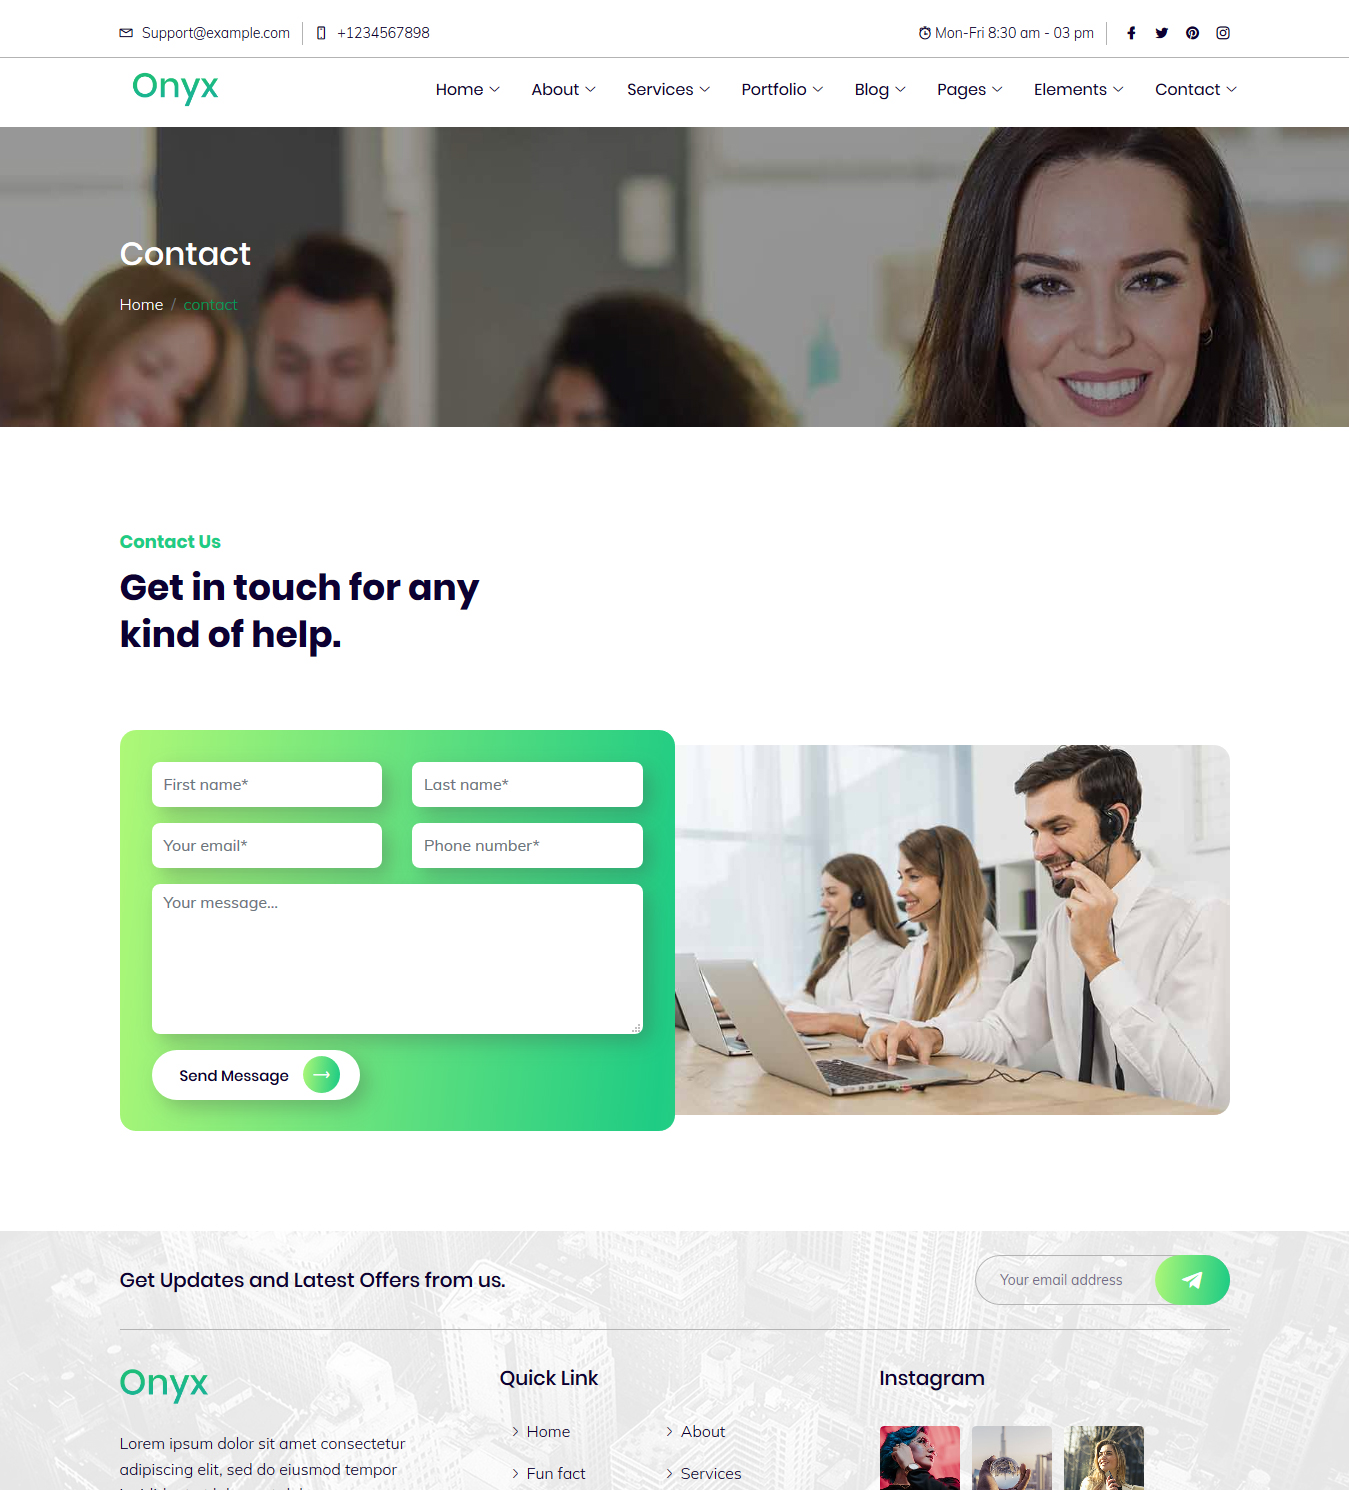 Support@example.com
+1234567898
Mon-Fri 8:30 am - 03 pm
Onyx
Home
About
Services
Portfolio
Blog
Pages
Elements
Contact
Contact
Home / contact
Contact Us
Get in touch for any
kind of help.
First name*
Last name*
Your email*
Phone number*
Your message...
Send Message
Get Updates and Latest Offers from us.
Your email address
Onyx
Lorem ipsum dolor sit amet consectetur
adipiscing elit, sed do eiusmod tempor
Quick Link
Home
About
Fun fact
Services
Instagram